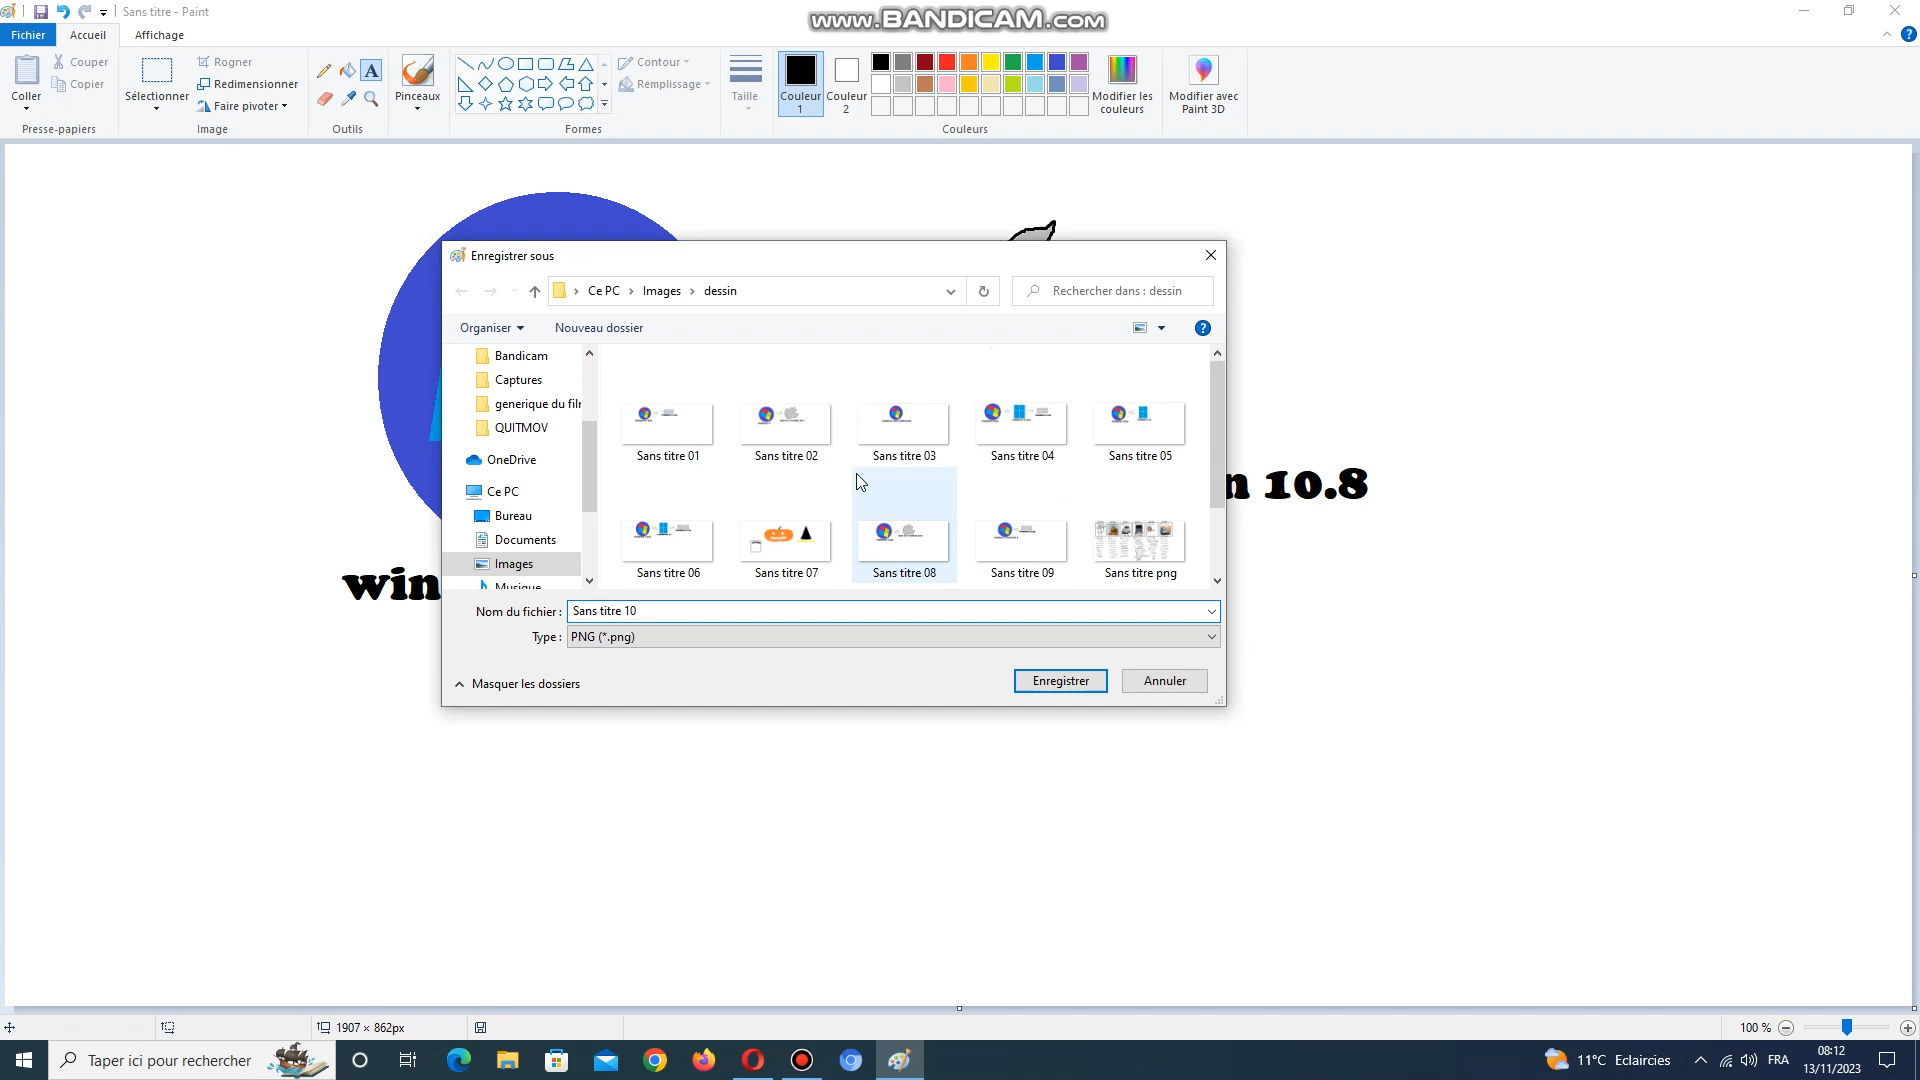 Sans titre - Paint
www.BANDICAM.com
Fichier
Accueil
Affichage
?
Coller
Couper
Copier
Presse-papiers
Sélectionner
Rogner
Redimensionner
Faire pivoter
Image
A
Outils
Pinceaux
Formes
Contour
Remplissage
Taille
Couleur 1
Couleur 2
Couleurs
Modifier les couleurs
Modifier avec Paint 3D
Enregistrer sous
Ce PC
Images
dessin
Rechercher dans : dessin
Organiser
Nouveau dossier
?
Bandicam
Captures
generique du fil
QUITMOV
OneDrive
Ce PC
Bureau
Documents
Images
Musique
Sans titre 01
Sans titre 02
Sans titre 03
Sans titre 04
Sans titre 05
Sans titre 06
Sans titre 07
Sans titre 08
Sans titre 09
Sans titre png
Nom du fichier : Sans titre 10
Type : PNG (*.png)
Masquer les dossiers
Enregistrer
Annuler
win
n 10.8
1907 × 862px
100 %
Taper ici pour rechercher
11°C Eclaircies
FRA
08:12
13/11/2023